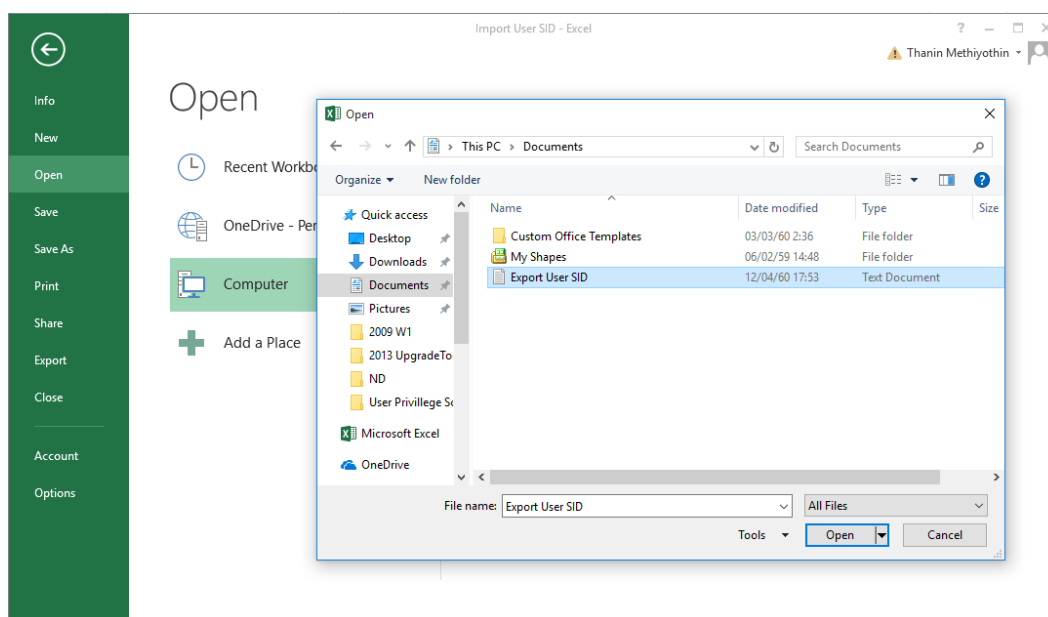 Import User SID - Excel
?
Thanin Methiyothin
Info
New
Open
Save
Save As
Print
Share
Export
Close
Account
Options
Open
Recent
OneDrive -
Computer
Add a Place
Open
This PC > Documents
Search Documents
Organize
New folder
?
Quick access
Desktop
Downloads
Documents
Pictures
2009 W1
2013 UpgradeTo
ND
User Privillege
Microsoft Excel
OneDrive
Name Date modified Type Size
Custom Office Templates 03/03/60 2:36 File folder
My Shapes 06/02/59 14:48 File folder
Export User SID 12/04/60 17:53 Text Document
File name: Export User SID
All Files
Tools
Open
Cancel